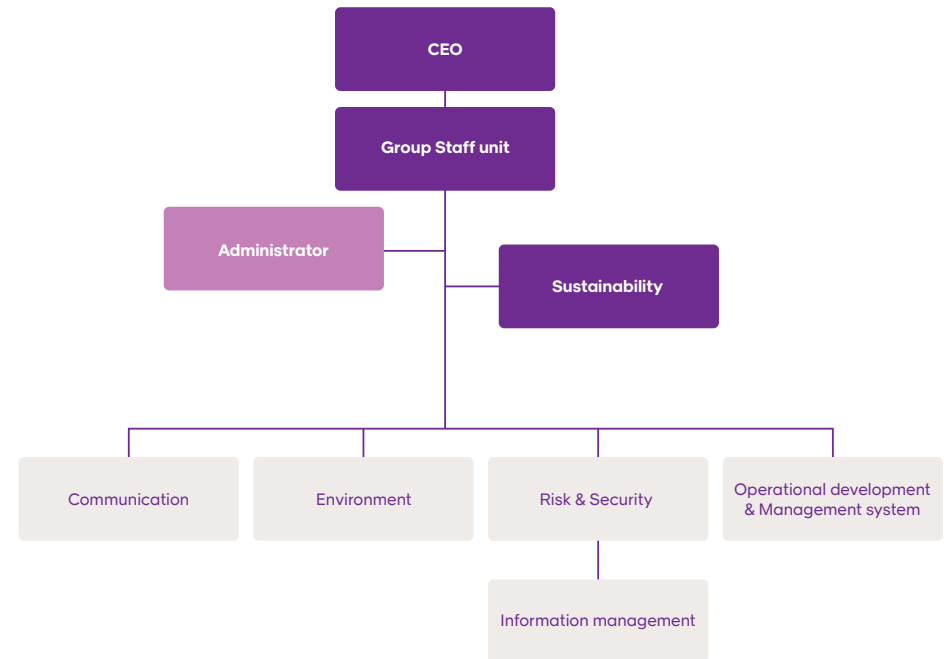 CEO
Group Staff unit
Administrator
Sustainability
Communication
Environment
Risk & Security
Operational development
& Management system
Information management